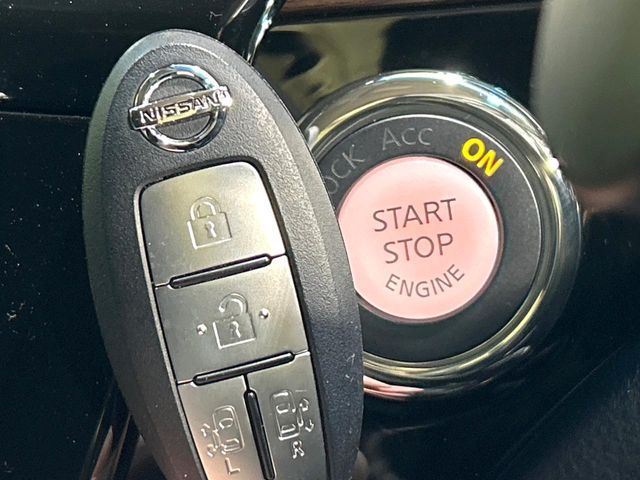 NISSAN
OCK
Acc
ON
START
STOP
ENGINE
L
R